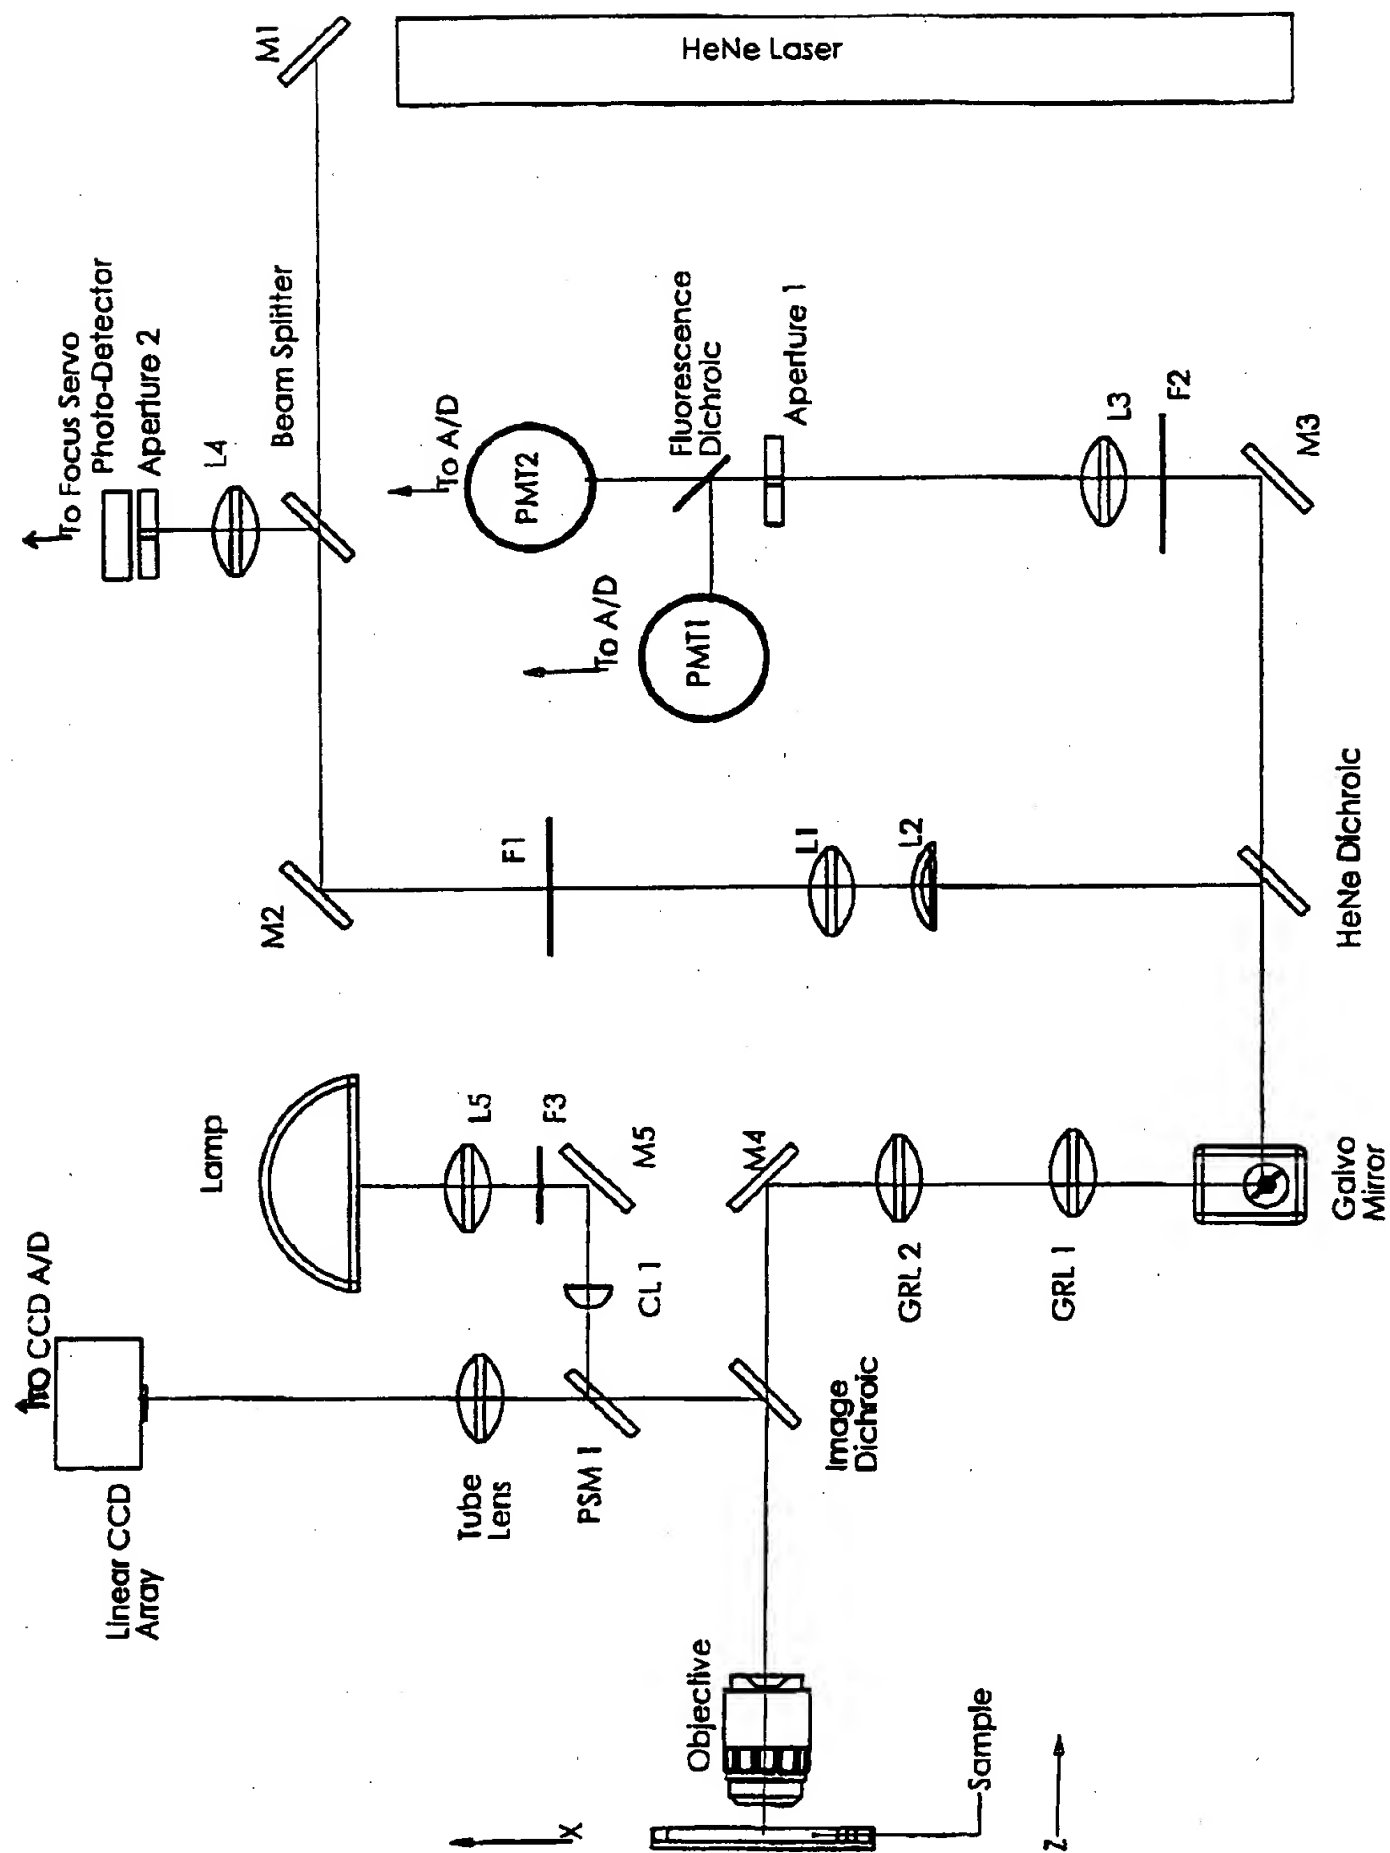 M1
HeNe Laser
To Focus Servo
Photo-Detector
Aperture 2
L4
Beam Splitter
To A/D
PMT2
Fluorescence
Dichroic
Aperture 1
L3
F2
M3
To A/D
PMT1
M2
F1
L1
L2
HeNe Dichroic
Lamp
L5
F3
M5
M4
CL 1
GRL 2
GRL 1
Galvo
Mirror
TO CCD A/D
Linear CCD
Array
Tube
Lens
PSM 1
Image
Dichroic
Objective
Sample
X
Z